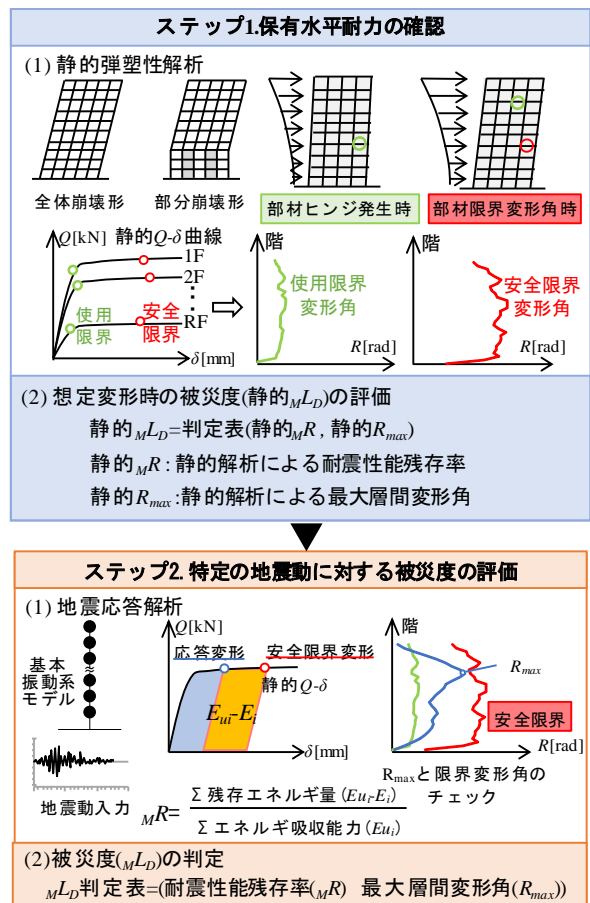 ステップ1.保有水平耐力の確認
(1) 静的弾塑性解析
全体崩壊形
部分崩壊形
部材ヒンジ発生時
部材限界変形角時
Q[kN] 静的Q-δ曲線
1F
2F
⋮
RF
使用
限界
安全
限界
δ[mm]
階
使用限界
変形角
R[rad]
階
安全限界
変形角
R[rad]
(2) 想定変形時の被災度(静的MLD)の評価
静的MLD=判定表(静的MR, 静的Rmax)
静的MR:静的解析による耐震性能残存率
静的Rmax:静的解析による最大層間変形角
ステップ2. 特定の地震動に対する被災度の評価
(1) 地震応答解析
基本
振動系
モデル
≈
地震動入力
Q[kN]
応答変形
安全限界変形
静的Q-δ
Eui-Ei
δ[mm]
階
Rmax
安全限界
R[rad]
Rmaxと限界変形角の
チェック
MR=
Σ残存エネルギ量(Eui-Ei)
Σエネルギ吸収能力(Eui)
(2)被災度(MLD)の判定
MLD判定表=(耐震性能残存率(MR) 最大層間変形角(Rmax))